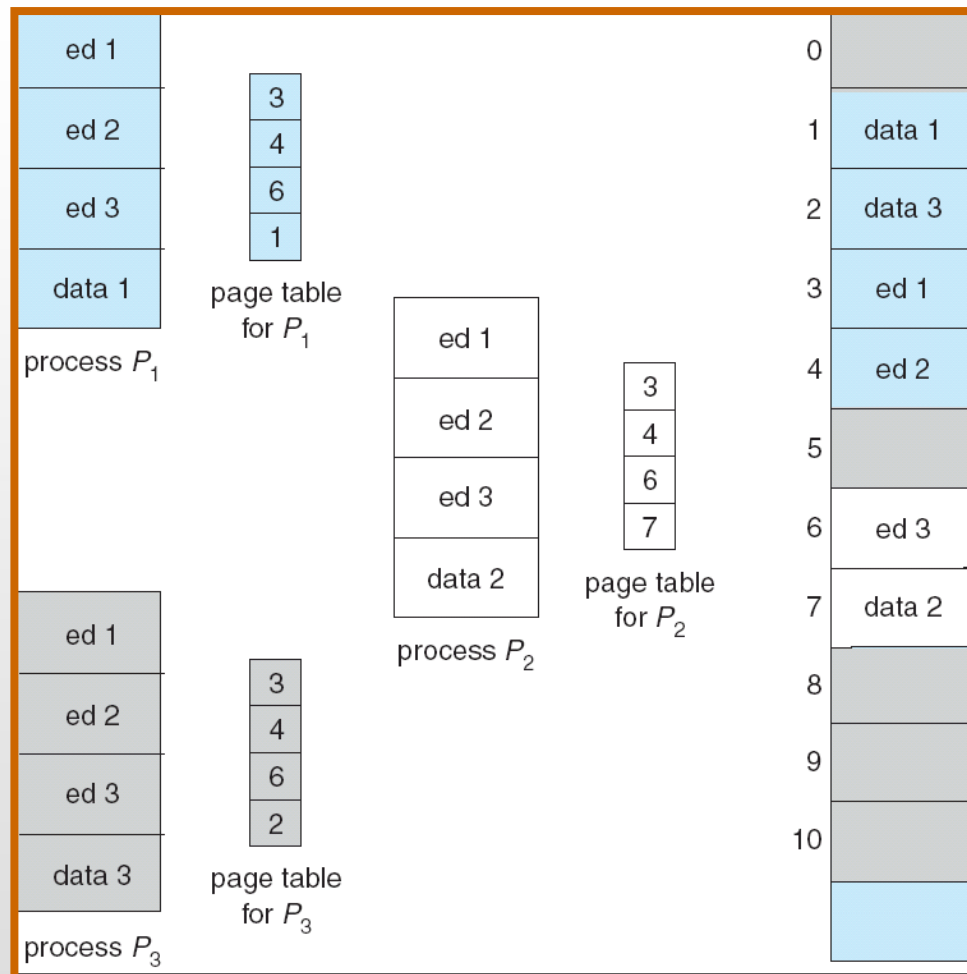 ed 1
ed 2
ed 3
data 1
process P1
3
4
6
1
page table
for P1
ed 1
ed 2
ed 3
data 2
process P2
3
4
6
7
page table
for P2
ed 1
ed 2
ed 3
data 3
process P3
3
4
6
2
page table
for P3
0
1 data 1
2 data 3
3 ed 1
4 ed 2
5
6 ed 3
7 data 2
8
9
10